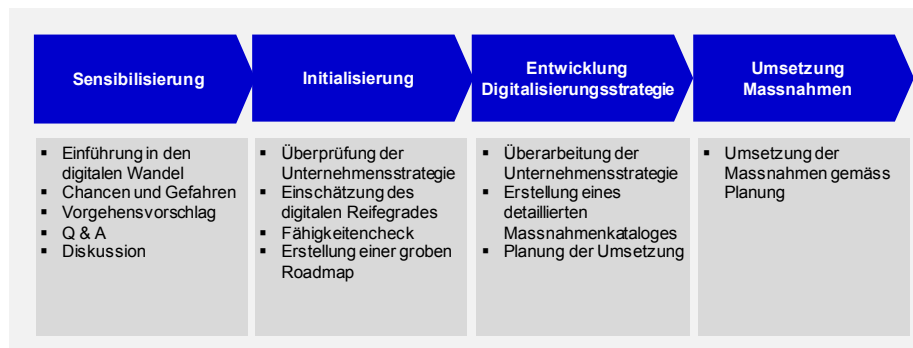 Sensibilisierung
Initialisierung
Entwicklung
Digitalisierungsstrategie
Umsetzung
Massnahmen
▪ Einführung in den
digitalen Wandel
▪ Chancen und Gefahren
▪ Vorgehensvorschlag
▪ Q & A
▪ Diskussion
▪ Überprüfung der
Unternehmensstrategie
▪ Einschätzung des
digitalen Reifegrades
▪ Fähigkeitencheck
▪ Erstellung einer groben
Roadmap
▪ Überarbeitung der
Unternehmensstrategie
▪ Erstellung eines
detaillierten
Massnahmenkataloges
▪ Planung der Umsetzung
▪ Umsetzung der
Massnahmen gemäss
Planung